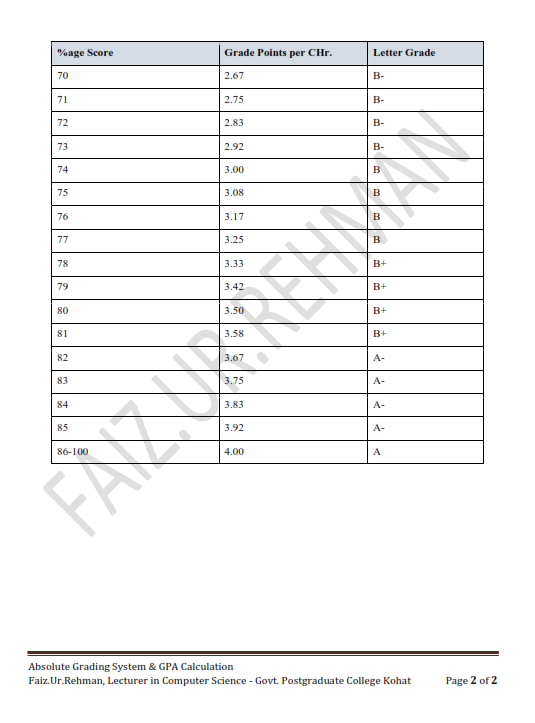 %age Score Grade Points per CHr. Letter Grade
70 2.67 B-
71 2.75 B-
72 2.83 B-
73 2.92 B-
74 3.00 B
75 3.08 B
76 3.17 B
77 3.25 B
78 3.33 B+
79 3.42 B+
80 3.50 B+
81 3.58 B+
82 3.67 A-
83 3.75 A-
84 3.83 A-
85 3.92 A-
86-100 4.00 A
FAIZ.UR.REHMAN
Absolute Grading System & GPA Calculation
Faiz.Ur.Rehman, Lecturer in Computer Science - Govt. Postgraduate College Kohat Page 2 of 2